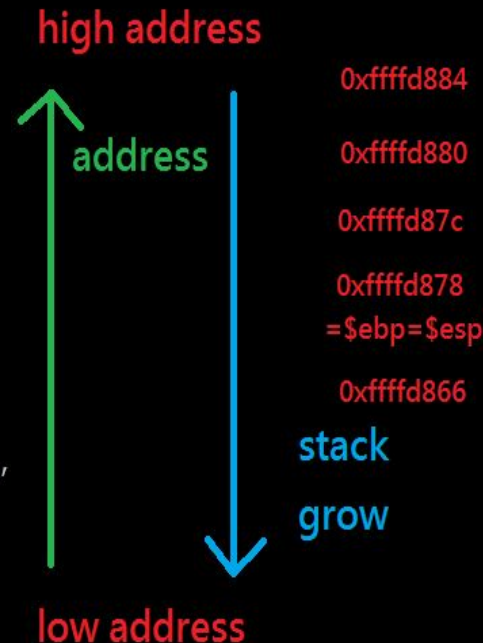 high address
0xffffd884
address
0xffffd880
0xffffd87c
0xffffd878
=$ebp=$esp
0xffffd866
stack
,
grow
low address